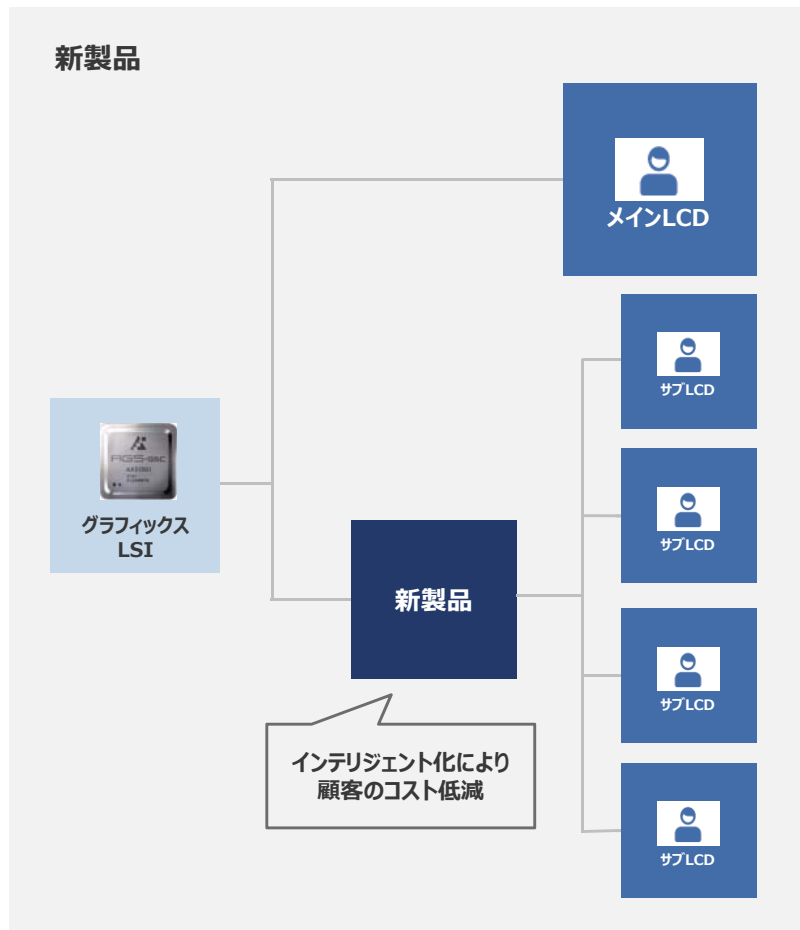 新製品
メインLCD
サブLCD
AG5-GSC
AX51501
グラフィックス
LSI
サブLCD
新製品
サブLCD
インテリジェント化により
顧客のコスト低減
サブLCD